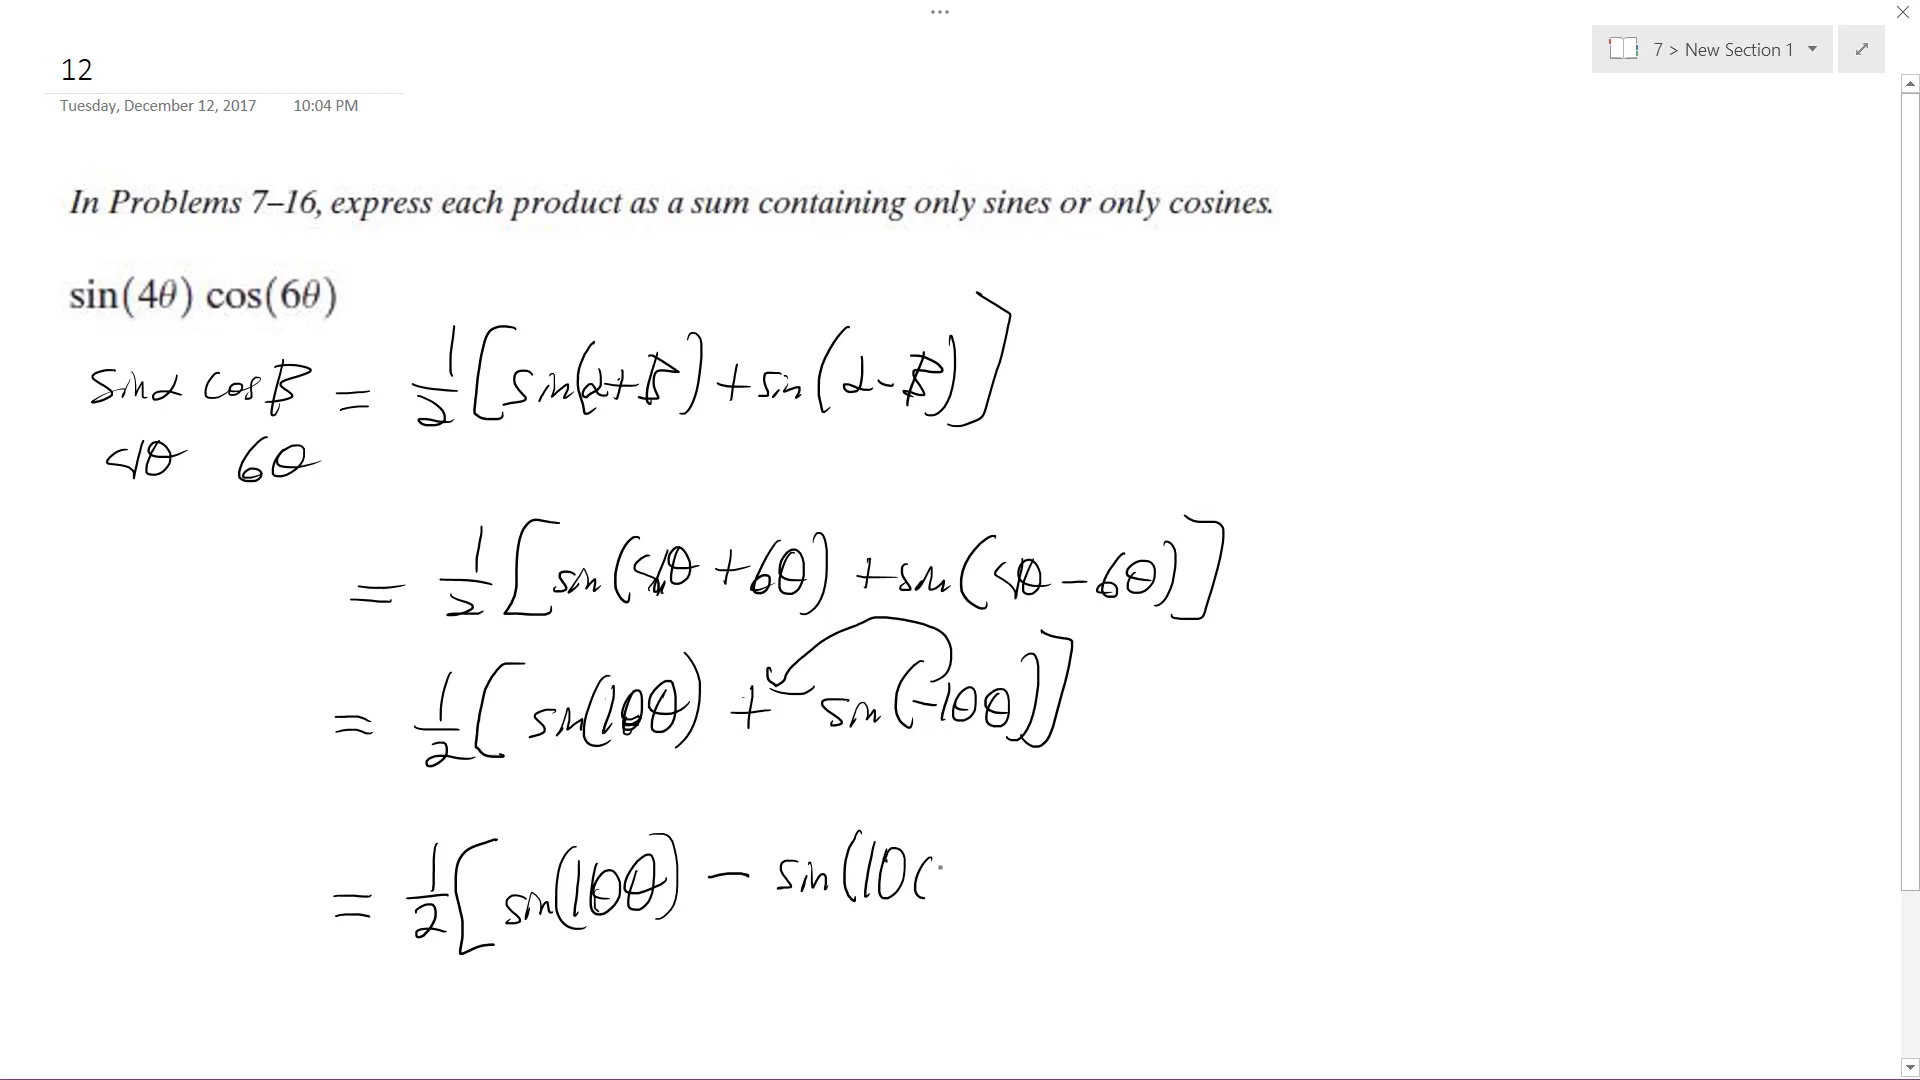 7 > New Section 1
12
Tuesday, December 12, 2017 10:04 PM
In Problems 7–16, express each product as a sum containing only sines or only cosines.
sin(4θ) cos(6θ)
sinα cosβ = 1/2 [sin(α+β) + sin(α-β)]
4θ 6θ
= 1/2 [sin(4θ + 6θ) + sin(4θ - 6θ)]
= 1/2 [sin(10θ) + sin(-10θ)]
= 1/2 [sin(10θ) - sin(10(